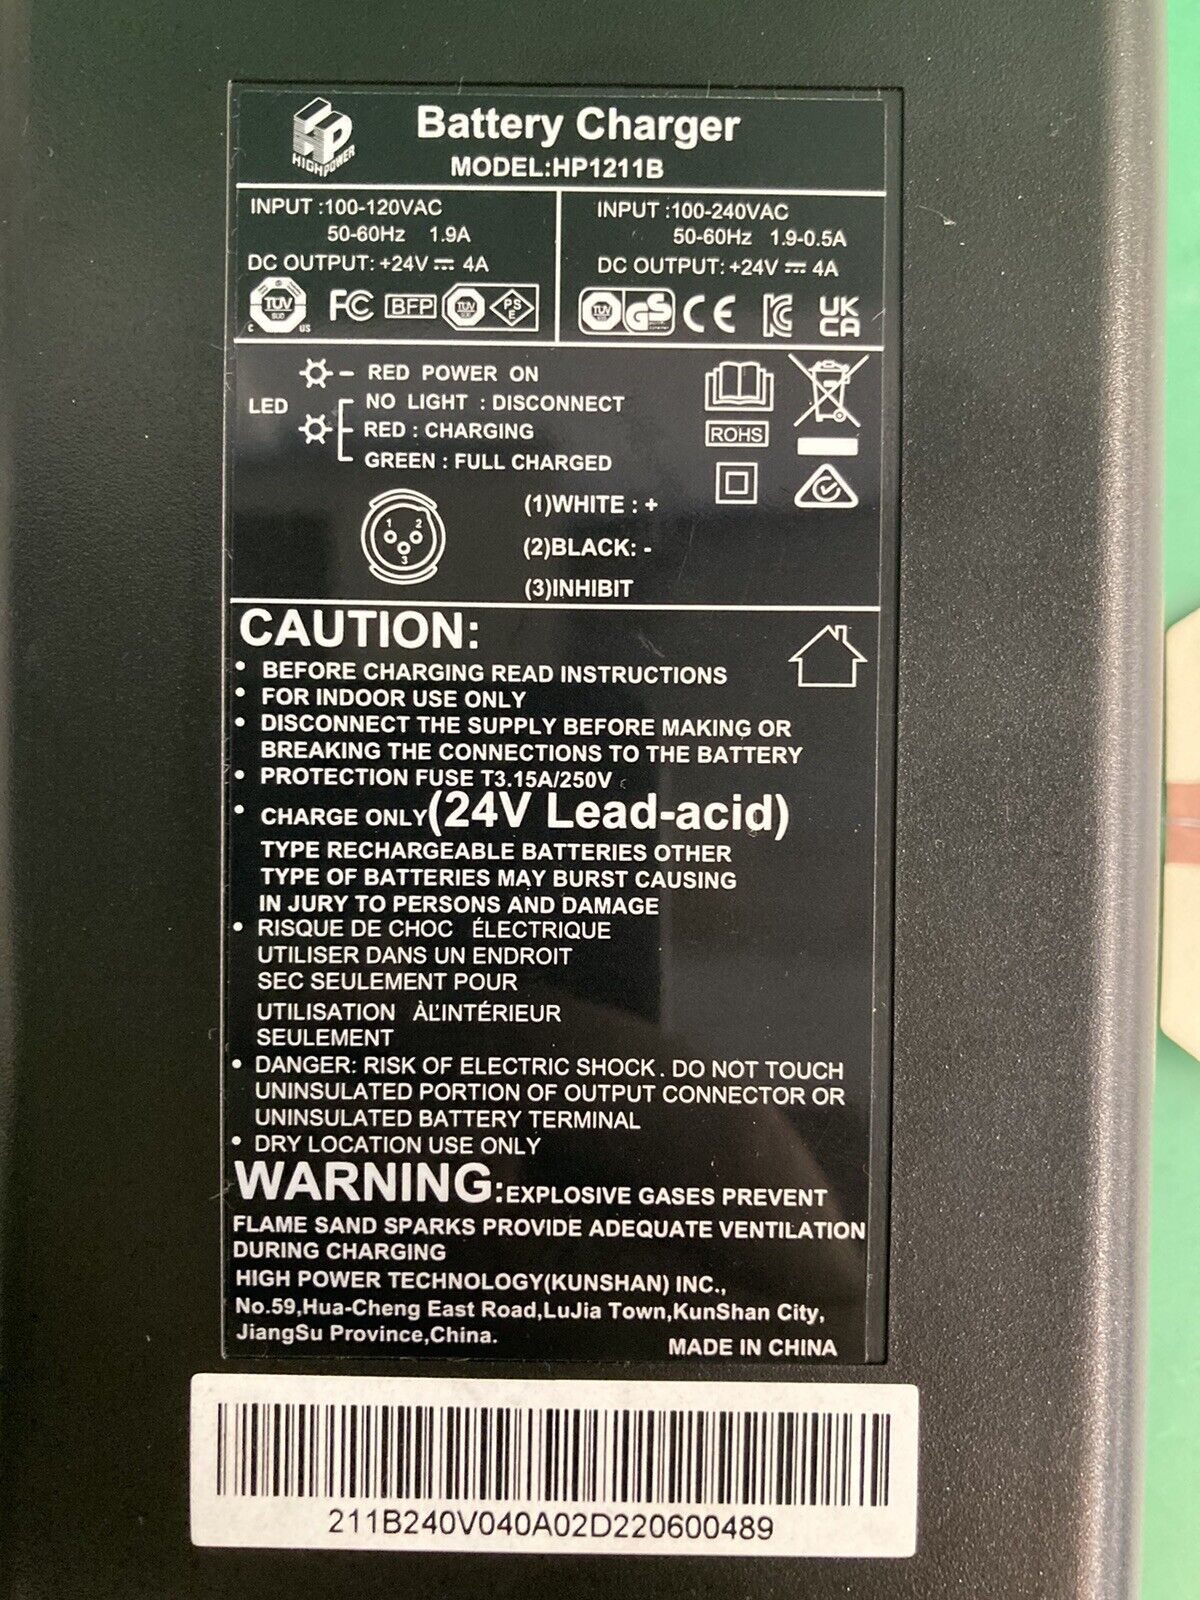 HP
HIGHPOWER
Battery Charger
MODEL:HP1211B
INPUT :100-120VAC
50-60Hz 1.9A
DC OUTPUT: +24V ⎓ 4A
TÜV
SÜD
C US
FC
BFP
TÜV
SÜD
PS
E
INPUT :100-240VAC
50-60Hz 1.9-0.5A
DC OUTPUT: +24V ⎓ 4A
TÜV
SÜD
GS
CE
KC
UK
CA
LED
RED POWER ON
NO LIGHT : DISCONNECT
RED : CHARGING
GREEN : FULL CHARGED
ROHS
1 2
3
(1)WHITE : +
(2)BLACK: -
(3)INHIBIT
CAUTION:
• BEFORE CHARGING READ INSTRUCTIONS
• FOR INDOOR USE ONLY
• DISCONNECT THE SUPPLY BEFORE MAKING OR
BREAKING THE CONNECTIONS TO THE BATTERY
• PROTECTION FUSE T3.15A/250V
• CHARGE ONLY(24V Lead-acid)
TYPE RECHARGEABLE BATTERIES OTHER
TYPE OF BATTERIES MAY BURST CAUSING
IN JURY TO PERSONS AND DAMAGE
• RISQUE DE CHOC ÉLECTRIQUE
UTILISER DANS UN ENDROIT
SEC SEULEMENT POUR
UTILISATION ÀL'INTÉRIEUR
SEULEMENT
• DANGER: RISK OF ELECTRIC SHOCK. DO NOT TOUCH
UNINSULATED PORTION OF OUTPUT CONNECTOR OR
UNINSULATED BATTERY TERMINAL
• DRY LOCATION USE ONLY
WARNING:EXPLOSIVE GASES PREVENT
FLAME SAND SPARKS PROVIDE ADEQUATE VENTILATION
DURING CHARGING
HIGH POWER TECHNOLOGY(KUNSHAN) INC.,
No.59,Hua-Cheng East Road,LuJia Town,KunShan City,
JiangSu Province,China.
MADE IN CHINA
211B240V040A02D220600489